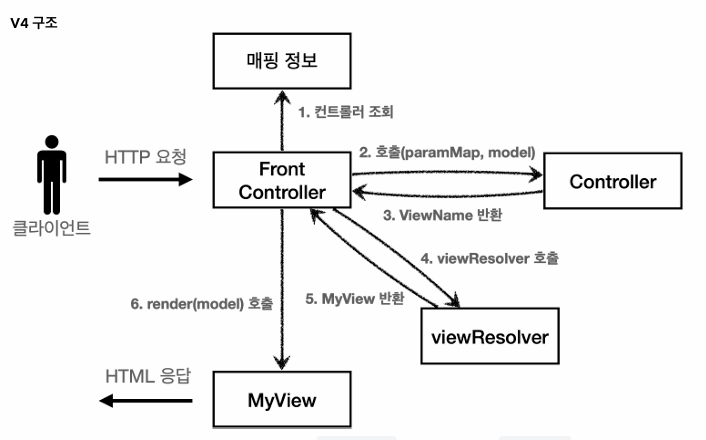 V4 구조
매핑 정보
1. 컨트롤러 조회
HTTP 요청
클라이언트
Front
Controller
2. 호출(paramMap, model)
Controller
3. ViewName 반환
4. viewResolver 호출
5. MyView 반환
6. render(model) 호출
viewResolver
HTML 응답
MyView